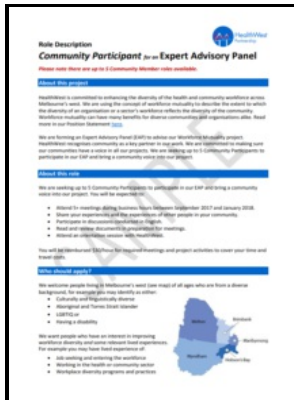 HealthWest
Partnership
Role Description
Community Participant for an Expert Advisory Panel
Please note there are up to 5 Community Member roles available.
About this project
HealthWest is committed to enhancing the diversity of the health and community workforce across
Melbourne's west. We are using the concept of workforce mutuality to describe the extent to which
the diversity of an organisation or a sector's workforce reflects the diversity of the community.
Workforce mutuality can have many benefits for diverse communities and organisations alike. Read
more in our Position Statement here.
We are forming an Expert Advisory Panel (EAP) to advise our Workforce Mutuality project.
HealthWest recognises community as a key partner in our work. We are committed to making sure
our communities have a voice in all our projects. We are seeking up to 5 Community Participants to
participate in our EAP and bring a community voice into our project.
About this role
We are seeking up to 5 Community Participants to participate in our EAP and bring a community
voice into our project. You will be expected to:
• Attend 5+ meetings during business hours between September 2017 and January 2018.
• Share your experiences and the experiences of other people in your community.
• Participate in discussions conducted in English.
• Read and review documents in preparation for meetings.
• Attend an orientation session with HealthWest.
You will be reimbursed $30/hour for required meetings and project activities to cover your time and
travel costs.
Who should apply?
We welcome people living in Melbourne's west (see map) of all ages who are from a diverse
background, for example you may identify as either:
• Culturally and linguistically diverse
• Aboriginal and Torres Strait Islander
• LGBTIQ or
• Having a disability
We want people who have an interest in improving
workforce diversity and some relevant lived experiences.
For example you may have lived experience of:
• Job seeking and entering the workforce
• Working in the health or community sector
• Workplace diversity programs and practices
Melton
Brimbank
Maribyrnong
Wyndham
Hobson's Bay
SAMPLE